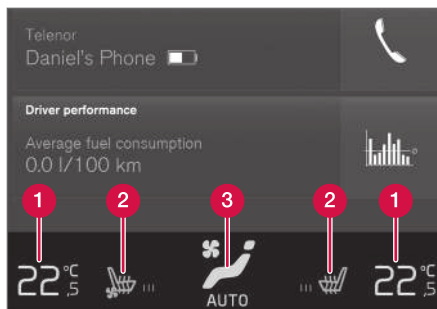 Telenor
Daniel's Phone
Driver performance
Average fuel consumption
0.0 l/100 km
1 2 3 2 1
22,5 °C
22,5 °C
AUTO